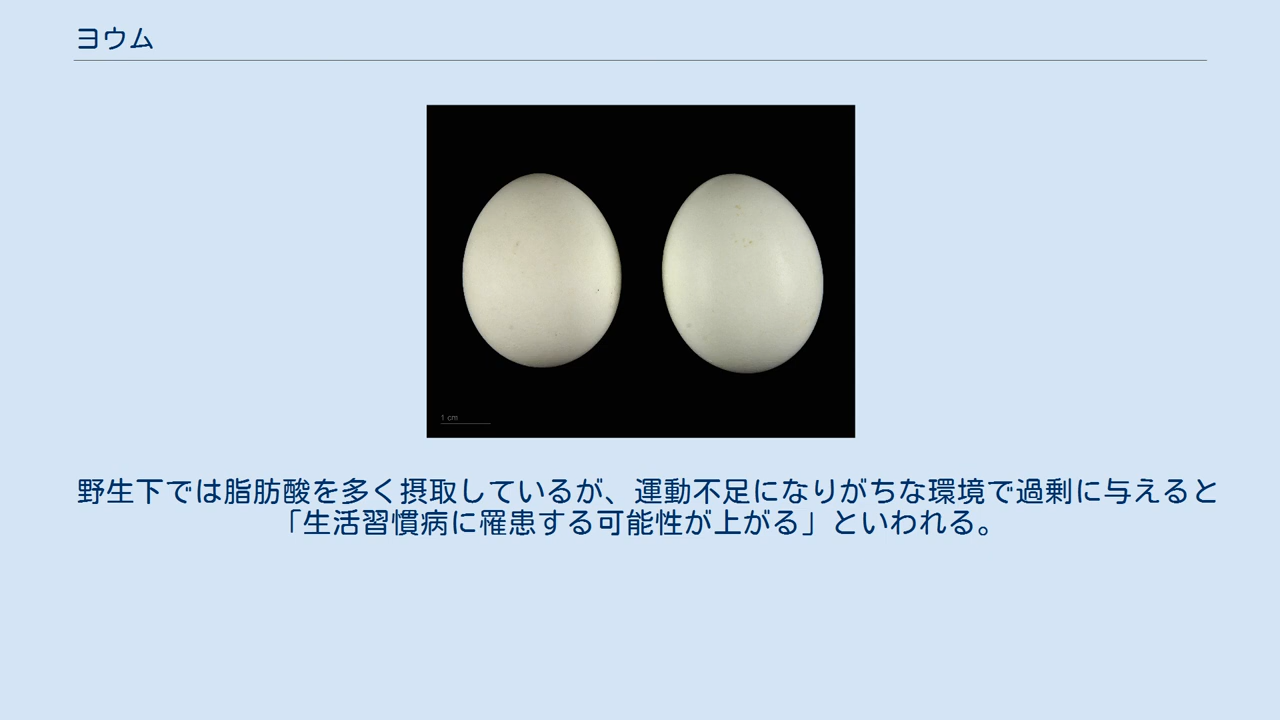 ヨウム
1 cm
野生下では脂肪酸を多く摂取しているが、運動不足になりがちな環境で過剰に与えると
「生活習慣病に罹患する可能性が上がる」といわれる。